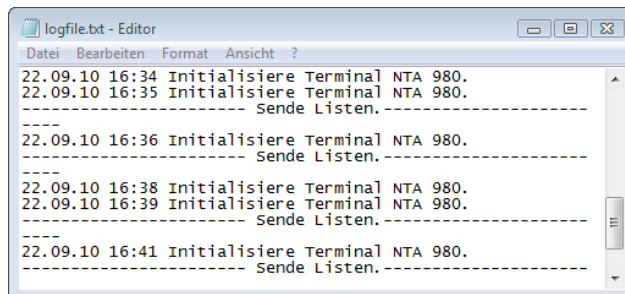 logfile.txt - Editor
Datei Bearbeiten Format Ansicht ?
22.09.10 16:34 Initialisiere Terminal NTA 980.
22.09.10 16:35 Initialisiere Terminal NTA 980.
----------------------- Sende Listen.---------------------
----
22.09.10 16:36 Initialisiere Terminal NTA 980.
----------------------- Sende Listen.---------------------
----
22.09.10 16:38 Initialisiere Terminal NTA 980.
22.09.10 16:39 Initialisiere Terminal NTA 980.
----------------------- Sende Listen.---------------------
----
22.09.10 16:41 Initialisiere Terminal NTA 980.
----------------------- Sende Listen.---------------------